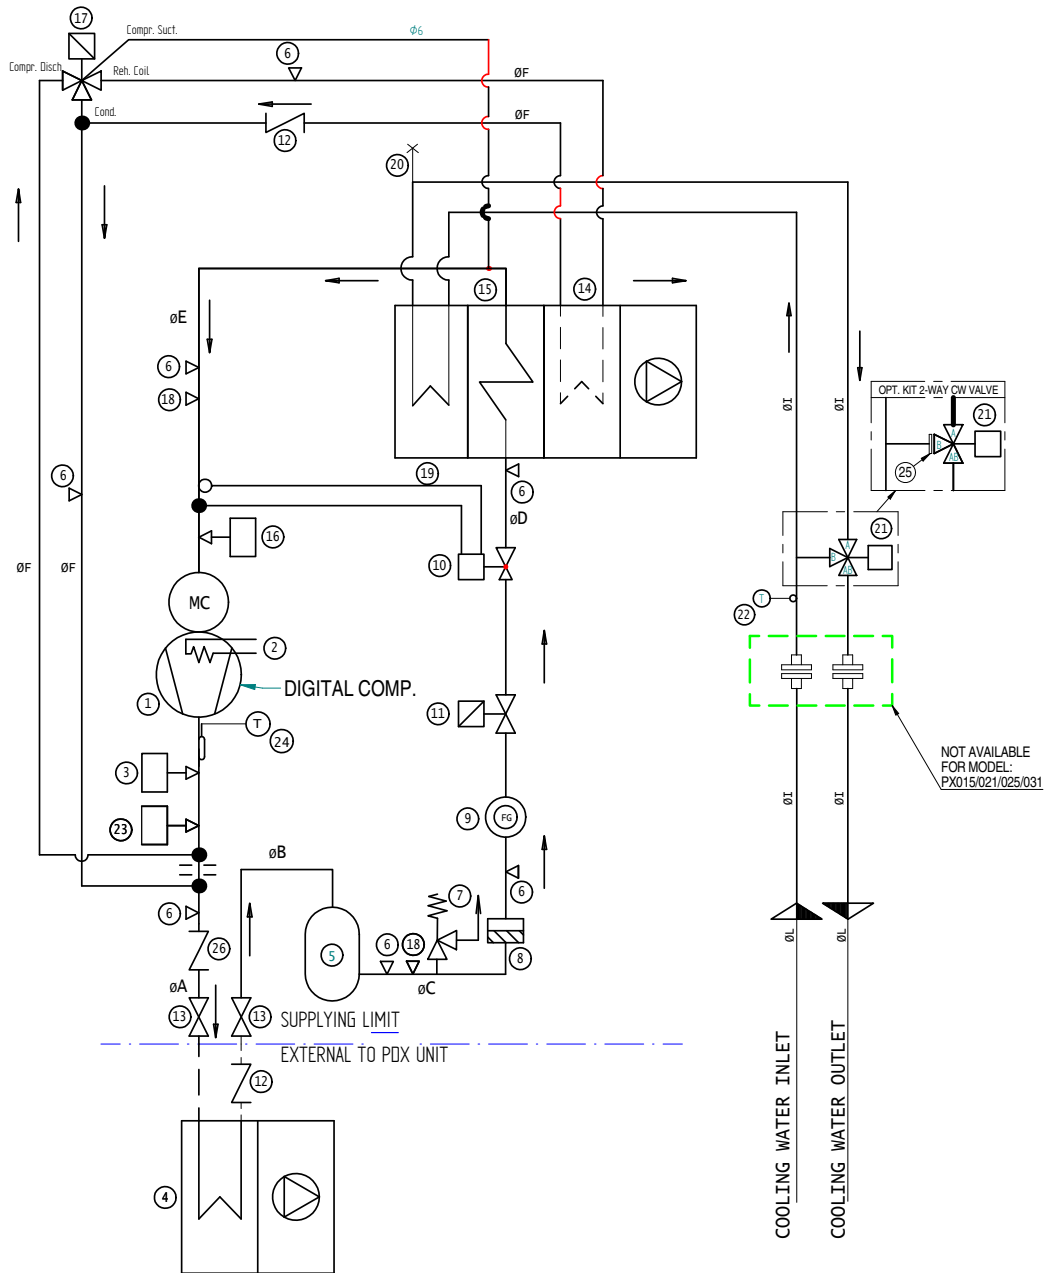 17
Compr. Suct.
Φ6
6
Compr. Disch.
Reh. Coil
ØF
Cond.
ØF
12
20
15
14
øE
6
18
OPT. KIT 2-WAY CW VALVE
21
A
B
AB
25
ØI
ØI
6
19
6
øD
16
10
21
A
B
AB
T
22
ØF
ØF
MC
2
DIGITAL COMP.
1
11
T
24
3
NOT AVAILABLE
FOR MODEL:
PX015/021/025/031
ØI
ØI
23
9
FG
øB
7
6
6
26
5
6
18
8
øC
øA
ØL
ØL
13
13
SUPPLYING LIMIT
EXTERNAL TO PDX UNIT
12
4
COOLING WATER INLET
COOLING WATER OUTLET